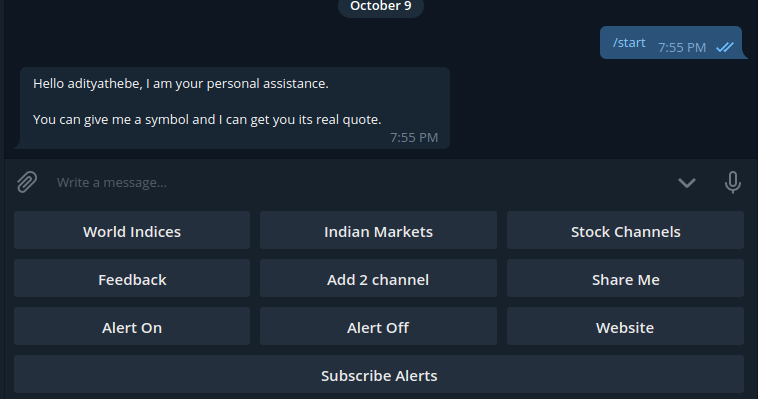 October 9
/start 7:55 PM
Hello adityathebe, I am your personal assistance.
You can give me a symbol and I can get you its real quote.
7:55 PM
Write a message...
World Indices Indian Markets Stock Channels
Feedback Add 2 channel Share Me
Alert On Alert Off Website
Subscribe Alerts